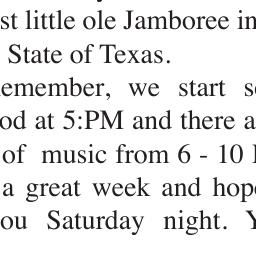 st little ole Jamboree in
State of Texas.
emember, we start s
od at 5:PM and there a
of music from 6 - 10
a great week and hop
ou Saturday night. Y